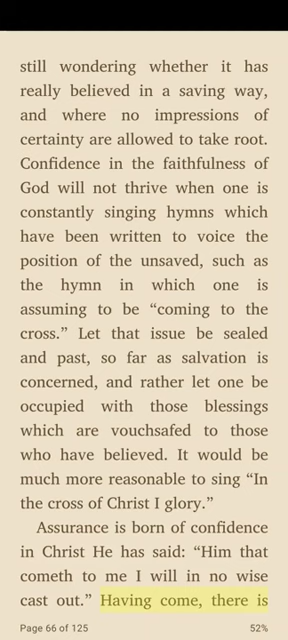 still wondering whether it has
really believed in a saving way,
and where no impressions of
certainty are allowed to take root.
Confidence in the faithfulness of
God will not thrive when one is
constantly singing hymns which
have been written to voice the
position of the unsaved, such as
the hymn in which one is
assuming to be “coming to the
cross.” Let that issue be sealed
and past, so far as salvation is
concerned, and rather let one be
occupied with those blessings
which are vouchsafed to those
who have believed. It would be
much more reasonable to sing “In
the cross of Christ I glory.”
Assurance is born of confidence
in Christ He has said: “Him that
cometh to me I will in no wise
cast out.” Having come, there is
Page 66 of 125 52%